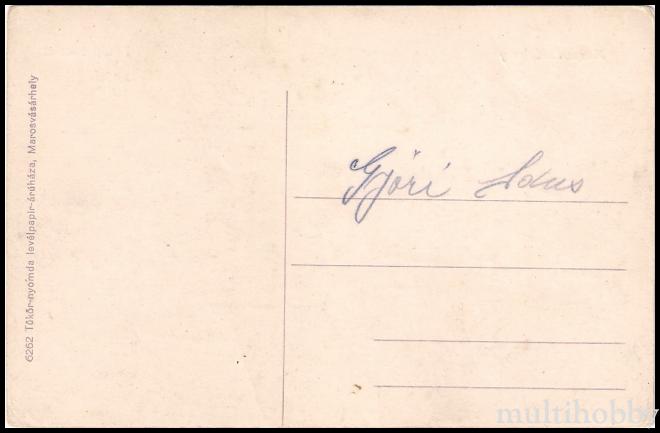 6262 Tükör-nyomda levélpapir-áruháza, Marosvásárhely
Győri
multihobby